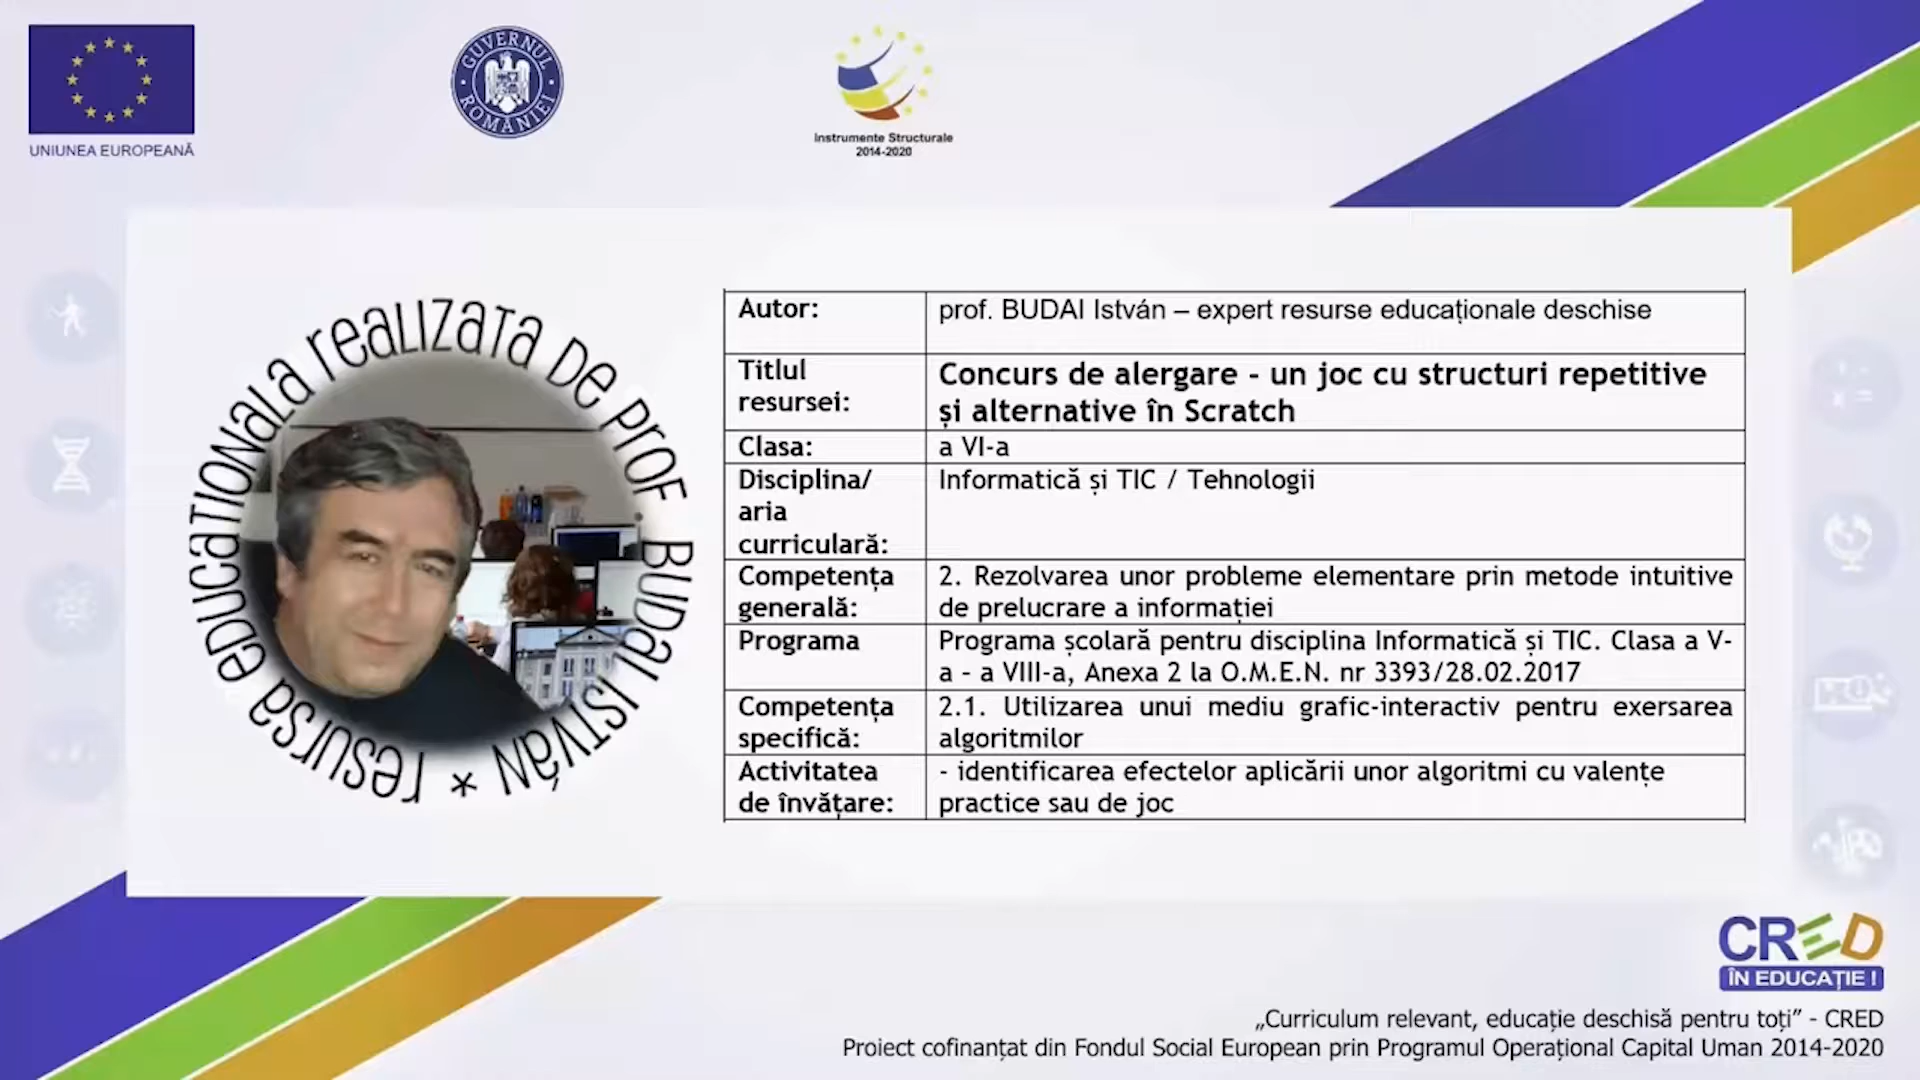 UNIUNEA EUROPEANĂ
GUVERNUL ROMÂNIEI
Instrumente Structurale
2014-2020
resursa educationala realizata de prof. Budai István *
Autor:
prof. BUDAI István – expert resurse educaționale deschise
Titlul
resursei:
Concurs de alergare - un joc cu structuri repetitive
și alternative în Scratch
Clasa:
a VI-a
Disciplina/
aria
curriculară:
Informatică și TIC / Tehnologii
Competența
generală:
2. Rezolvarea unor probleme elementare prin metode intuitive
de prelucrare a informației
Programa
Programa școlară pentru disciplina Informatică și TIC. Clasa a V-
a - a VIII-a, Anexa 2 la O.M.E.N. nr 3393/28.02.2017
Competența
specifică:
2.1. Utilizarea unui mediu grafic-interactiv pentru exersarea
algoritmilor
Activitatea
de învățare:
- identificarea efectelor aplicării unor algoritmi cu valențe
practice sau de joc
CRED
ÎN EDUCAȚIE !
„Curriculum relevant, educație deschisă pentru toți” - CRED
Proiect cofinanțat din Fondul Social European prin Programul Operațional Capital Uman 2014-2020